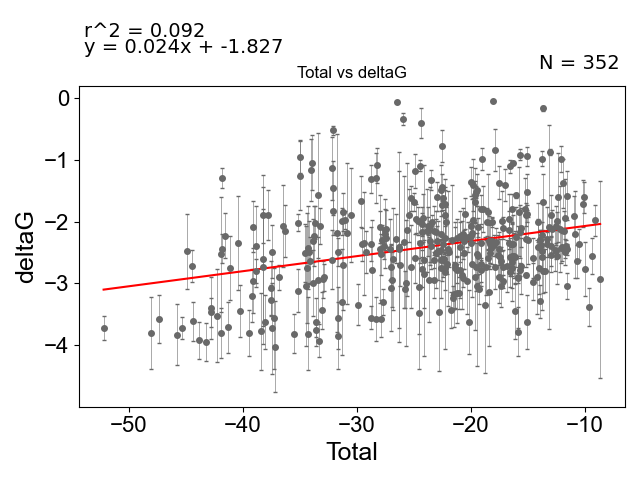 r^2 = 0.092
y = 0.024x + -1.827
N = 352
Total vs deltaG
0
−1
−2
−3
−4
deltaG
−50
−40
−30
−20
−10
Total